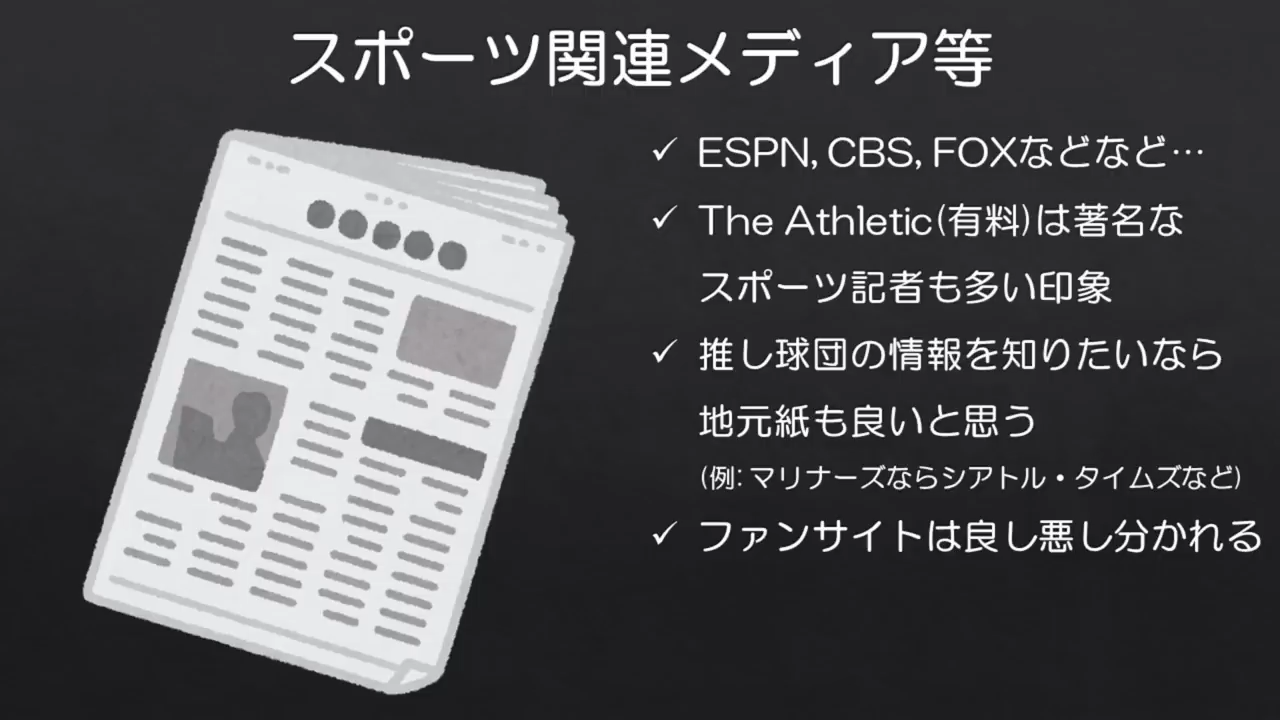 スポーツ関連メディア等
✓ ESPN, CBS, FOXなどなど…
✓ The Athletic(有料)は著名な
スポーツ記者も多い印象
✓ 推し球団の情報を知りたいなら
地元紙も良いと思う
(例: マリナーズならシアトル・タイムズなど)
✓ ファンサイトは良し悪し分かれる